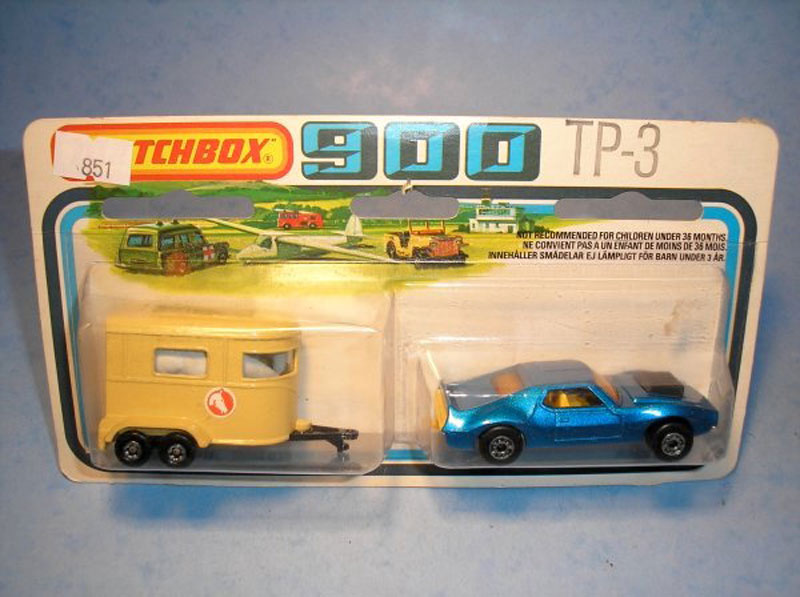 TCHBOX®
900
TP-3
851
NOT RECOMMENDED FOR CHILDREN UNDER 36 MONTHS.
NE CONVIENT PAS A UN ENFANT DE MOINS DE 36 MOIS.
INNEHÅLLER SMÅDELAR EJ LÄMPLIGT FÖR BARN UNDER 3 ÅR.